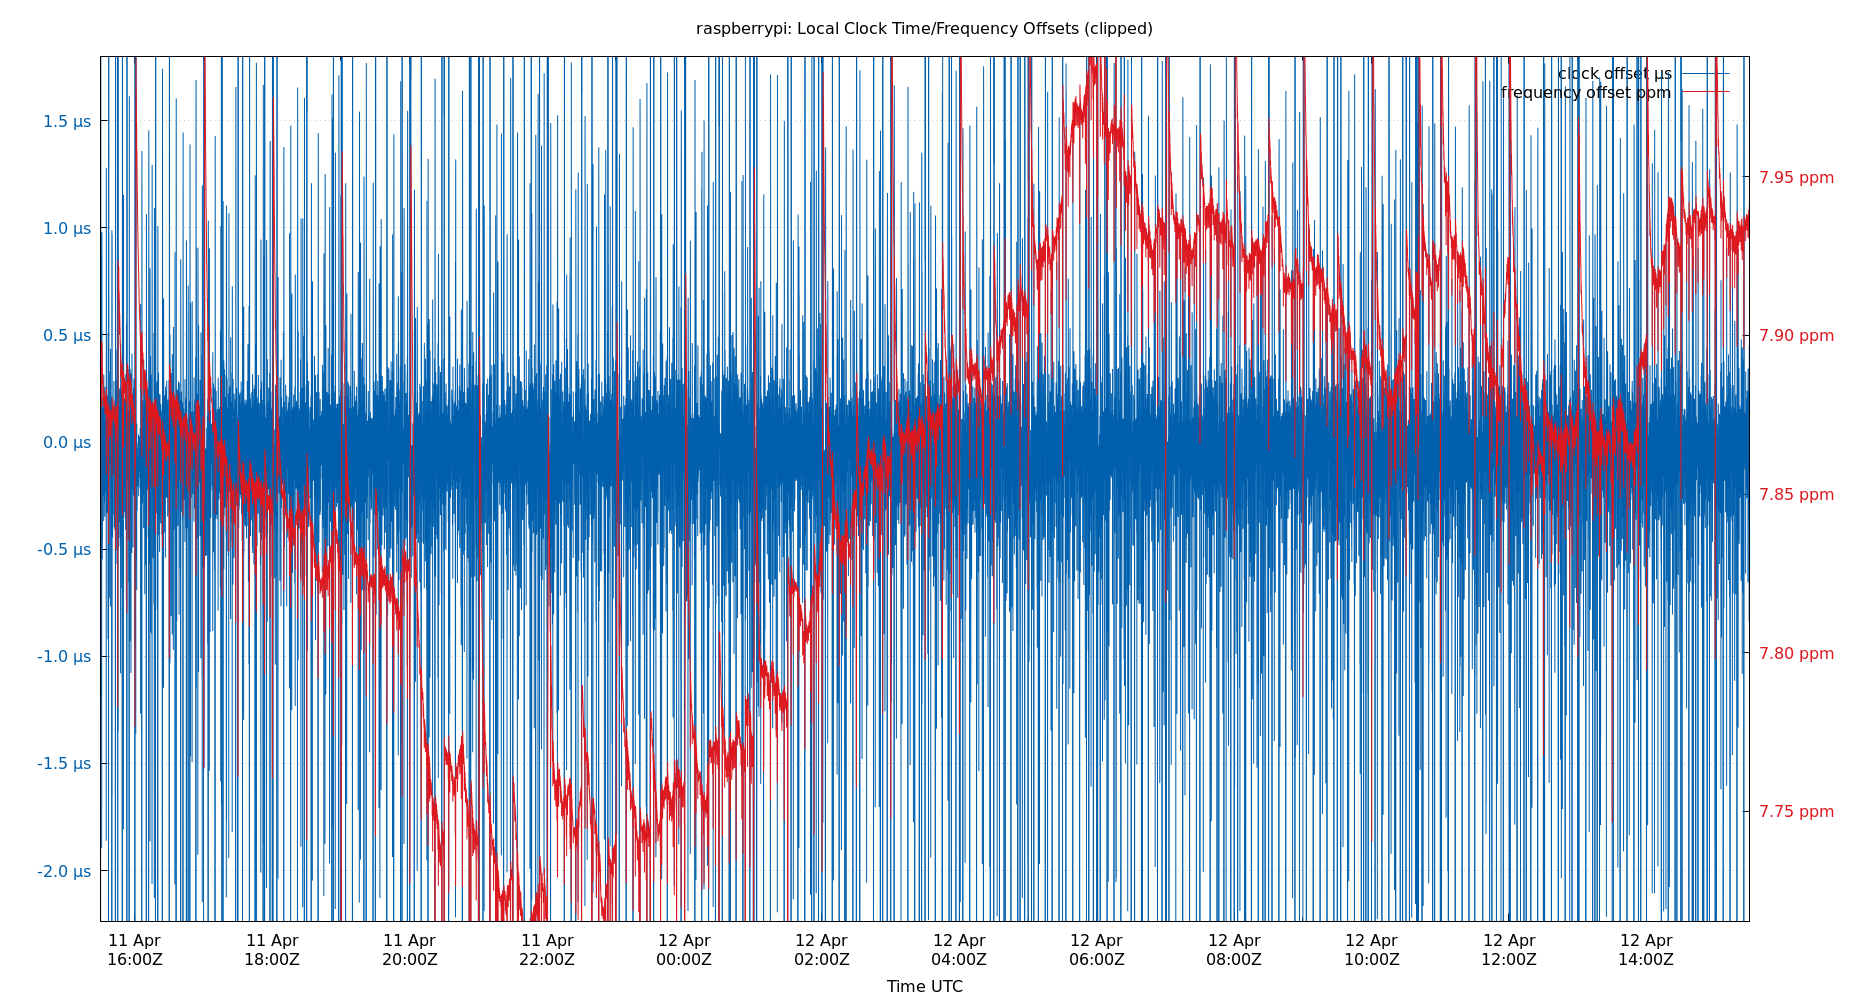 raspberrypi: Local Clock Time/Frequency Offsets (clipped)
clock offset µs
frequency offset ppm
1.5 µs
1.0 µs
0.5 µs
0.0 µs
-0.5 µs
-1.0 µs
-1.5 µs
-2.0 µs
7.95 ppm
7.90 ppm
7.85 ppm
7.80 ppm
7.75 ppm
11 Apr 11 Apr 11 Apr 11 Apr 12 Apr 12 Apr 12 Apr 12 Apr 12 Apr 12 Apr 12 Apr 12 Apr
16:00Z 18:00Z 20:00Z 22:00Z 00:00Z 02:00Z 04:00Z 06:00Z 08:00Z 10:00Z 12:00Z 14:00Z
Time UTC